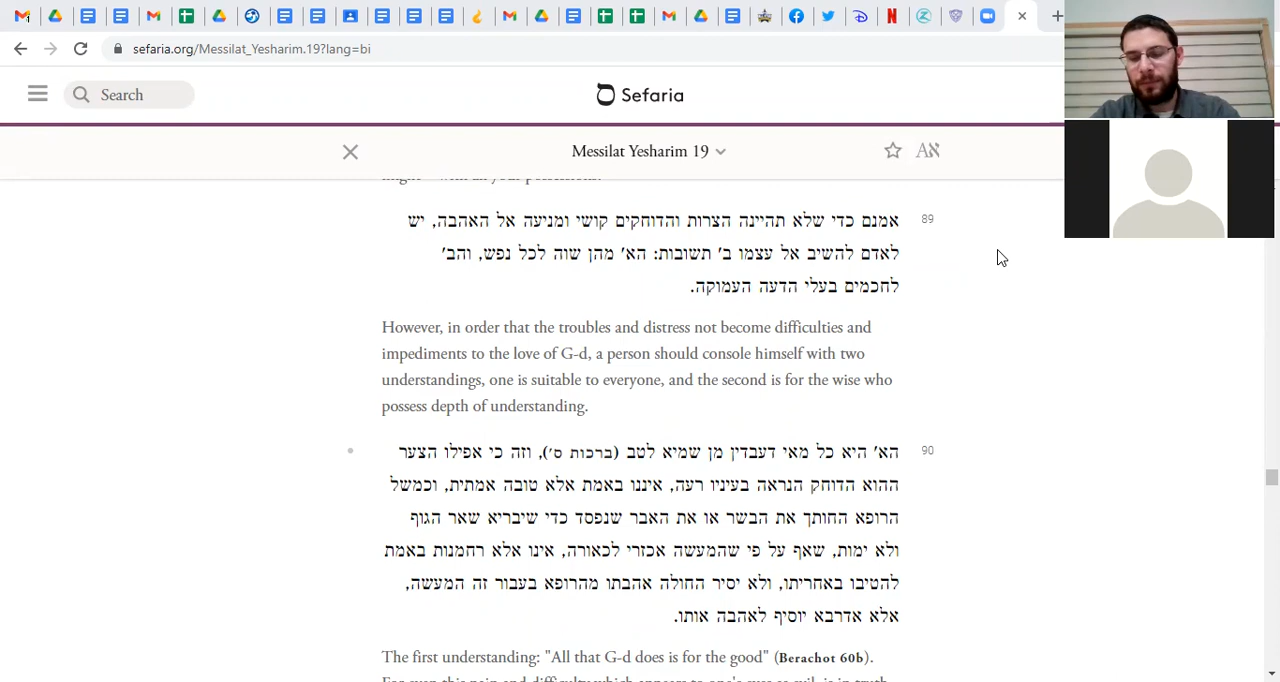 sefaria.org/Messilat_Yesharim.19?lang=bi
Search
Sefaria
Messilat Yesharim 19
Aא
אמנם כדי שלא תהיינה הצרות והדוחקים קושי ומניעה אל האהבה, יש
89
לאדם להשיב אל עצמו ב' תשובות: הא' מהן שוה לכל נפש, והב'
לחכמים בעלי הדעה העמוקה.
However, in order that the troubles and distress not become difficulties and
impediments to the love of G-d, a person should console himself with two
understandings, one is suitable to everyone, and the second is for the wise who
possess depth of understanding.
הא' היא כל מאי דעבדין מן שמיא לטב (ברכות ס'), וזה כי אפילו הצער
90
ההוא הדוחק הנראה בעיניו רעה, איננו באמת אלא טובה אמתית, וכמשל
הרופא החותך את הבשר או את האבר שנפסד כדי שיבריא שאר הגוף
ולא ימות, שאף על פי שהמעשה אכזרי לכאורה, אינו אלא רחמנות באמת
להטיבו באחריתו, ולא יסיר החולה אהבתו מהרופא בעבור זה המעשה,
אלא אדרבא יוסיף לאהבה אותו.
The first understanding: "All that G-d does is for the good" (Berachot 60b).